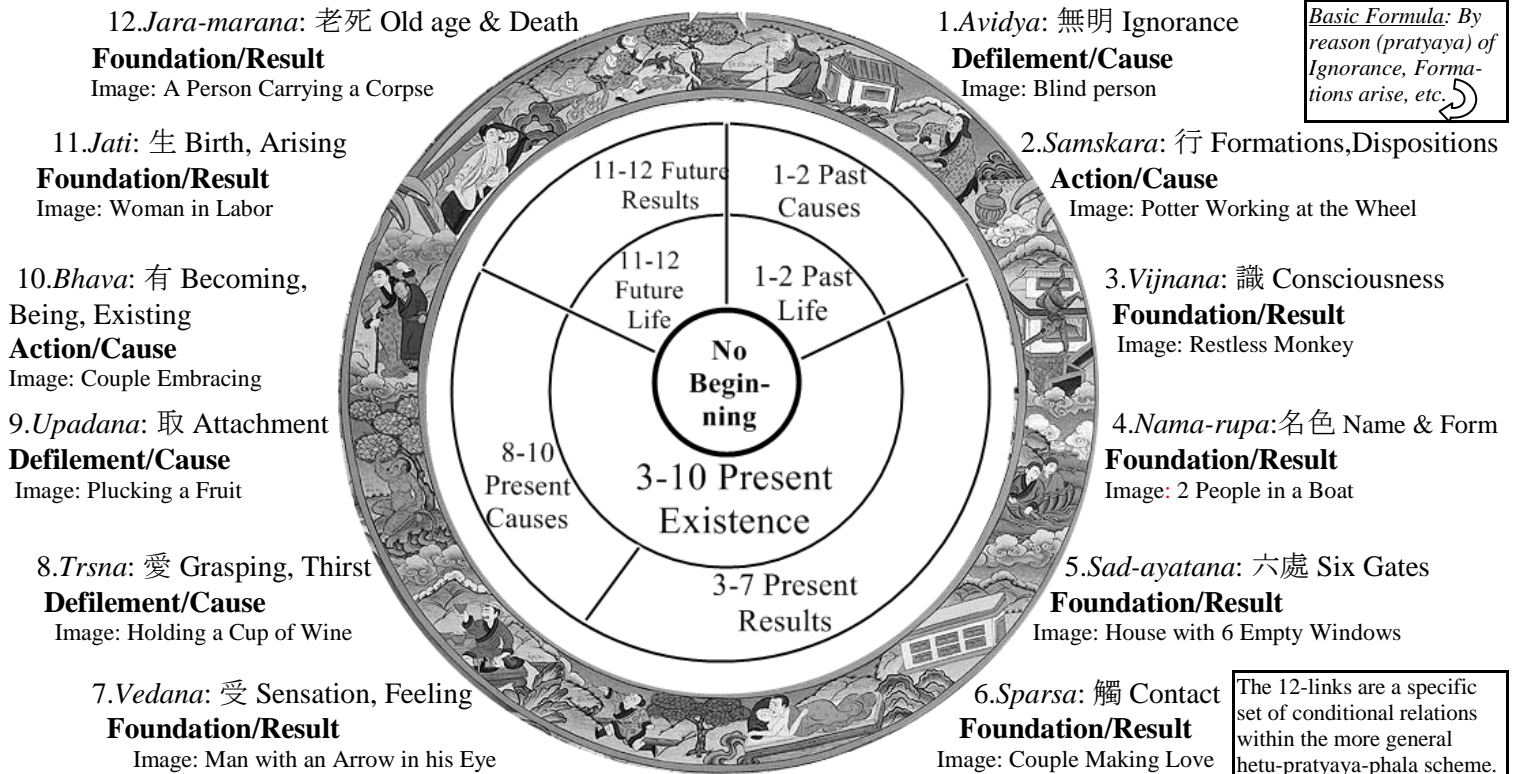 1.Avidya: 無明 Ignorance
Defilement/Cause
Image: Blind person
Basic Formula: By
reason (pratyaya) of
Ignorance, Forma-
tions arise, etc.
2.Samskara: 行 Formations,Dispositions
Action/Cause
Image: Potter Working at the Wheel
3.Vijnana: 識 Consciousness
Foundation/Result
Image: Restless Monkey
4.Nama-rupa:名色 Name & Form
Foundation/Result
Image: 2 People in a Boat
5.Sad-ayatana: 六處 Six Gates
Foundation/Result
Image: House with 6 Empty Windows
6.Sparsa: 觸 Contact
Foundation/Result
Image: Couple Making Love
The 12-links are a specific
set of conditional relations
within the more general
hetu-pratyaya-phala scheme.
7.Vedana: 受 Sensation, Feeling
Foundation/Result
Image: Man with an Arrow in his Eye
8.Trsna: 愛 Grasping, Thirst
Defilement/Cause
Image: Holding a Cup of Wine
9.Upadana: 取 Attachment
Defilement/Cause
Image: Plucking a Fruit
10.Bhava: 有 Becoming,
Being, Existing
Action/Cause
Image: Couple Embracing
11.Jati: 生 Birth, Arising
Foundation/Result
Image: Woman in Labor
12.Jara-marana: 老死 Old age & Death
Foundation/Result
Image: A Person Carrying a Corpse
11-12 Future
Results
1-2 Past
Causes
11-12
Future
Life
1-2 Past
Life
No
Begin-
ning
8-10
Present
Causes
3-10 Present
Existence
3-7 Present
Results